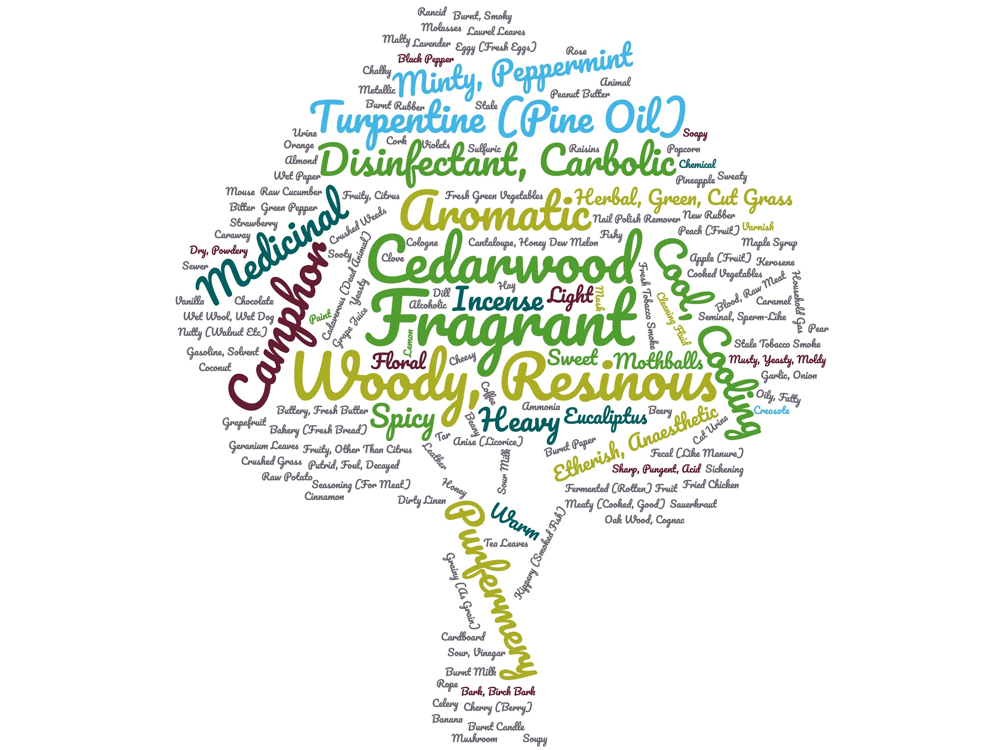 Rancid
Burnt, Smoky
Molasses
Laurel Leaves
Malty
Lavender
Eggy (Fresh Eggs)
Rose
Black Pepper
Minty, Peppermint
Chalky
Animal
Metallic
Peanut Butter
Burnt Rubber
Stale
Turpentine (Pine Oil)
Urine
Soapy
Orange
Cork
Violets
Sulfuric
Raisins
Popcorn
Almond
Disinfectant, Carbolic
Chemical
Wet Paper
Pineapple
Sweaty
Mouse
Raw Cucumber
Fruity, Citrus
Fresh Green Vegetables
Herbal, Green, Cut Grass
Bitter
Green Pepper
Aromatic
Nail Polish Remover
New Rubber
Strawberry
Crushed Weeds
Peach (Fruit)
Varnish
Caraway
Medicinal
Cologne
Cantaloupe, Honey Dew Melon
Fishy
Maple Syrup
Dry, Powdery
Sooty
Clove
Cedarwood
Apple (Fruit)
Kerosene
Sewer
Cooked Vegetables
Camphor
Cadaverous (Dead Animal)
Yeasty
Dill
Hay
Incense
Light
Musk
Fresh Tobacco Smoke
Cool, Cooling
Blood, Raw Meat
Household Gas
Vanilla
Chocolate
Alcoholic
Cleaning Fluid
Caramel
Wet Wool, Wet Dog
Paint
Grape Juice
Fragrant
Seminal, Sperm-Like
Nutty (Walnut Etc)
Pear
Lemon
Stale Tobacco Smoke
Gasoline, Solvent
Floral
Cheesy
Sweet
Mothballs
Musty, Yeasty, Moldy
Coconut
Woody, Resinous
Garlic, Onion
Coffee
Oily, Fatty
Buttery, Fresh Butter
Spicy
Heavy
Ammonia
Eucaliptus
Beery
Creosote
Grapefruit
Bakery (Fresh Bread)
Beany
Etherish, Anaesthetic
Cat Urine
Tar
Anise (Licorice)
Burnt Paper
Geranium Leaves
Fruity, Other Than Citrus
Leather
Fecal (Like Manure)
Crushed Grass
Putrid, Foul, Decayed
Sour Milk
Sharp, Pungent, Acid
Sickening
Raw Potato
Seasoning (For Meat)
Honey
Fermented (Rotten) Fruit
Fried Chicken
Cinnamon
Dirty Linen
Meaty (Cooked, Good)
Sauerkraut
Purfermery
Warm
Oak Wood, Cognac
Tea Leaves
Kippery (Smoked Fish)
Grainy (As Grain)
Cardboard
Sour, Vinegar
Burnt Milk
Rope
Bark, Birch Bark
Celery
Cherry (Berry)
Banana
Burnt Candle
Mushroom
Soupy